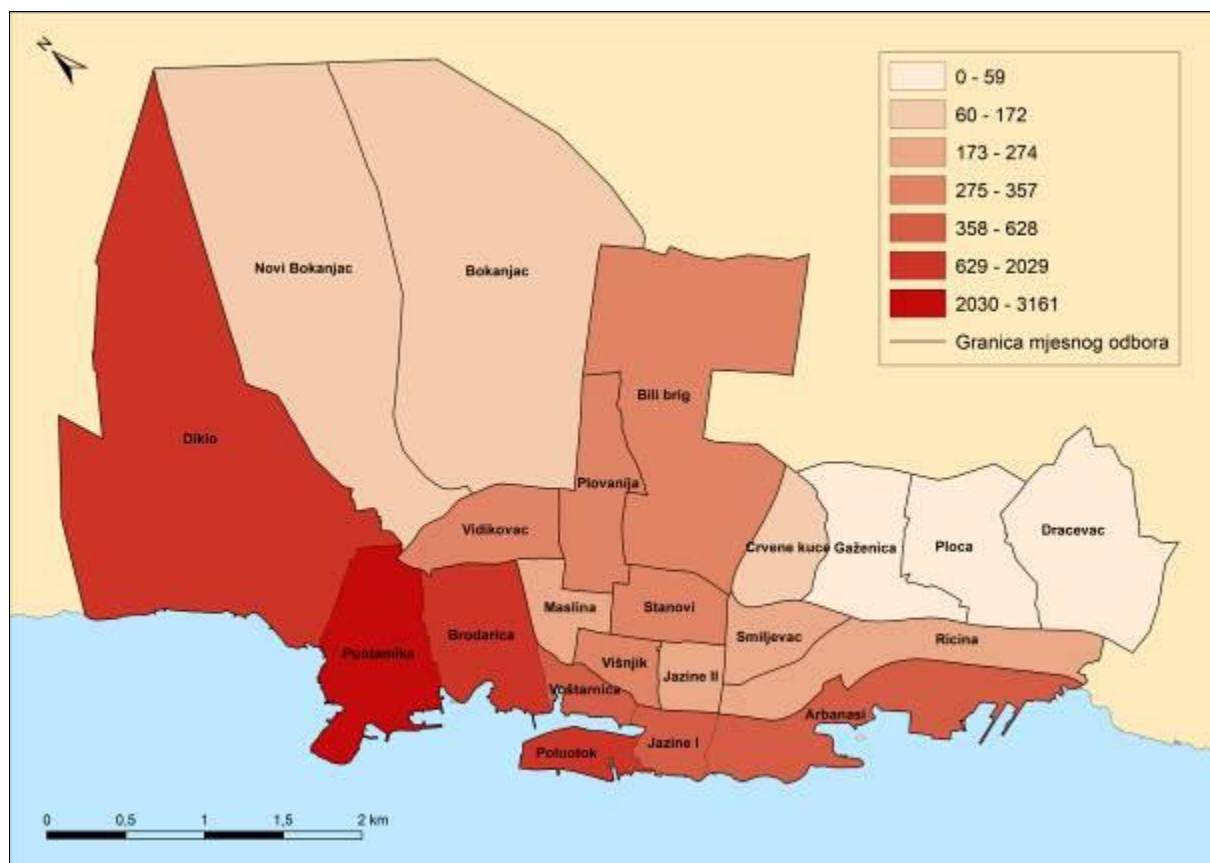 N
0 - 59
60 - 172
173 - 274
275 - 357
358 - 628
629 - 2029
2030 - 3161
Granica mjesnog odbora
Novi Bokanjac
Bokanjac
Bili brig
Diklo
Plovanija
Vidikovac
Crvene kuce
Gaženica
Ploca
Dracevac
Maslina
Stanovi
Brodarica
Smiljevac
Ricina
Puntamika
Višnjik
Jazine II
Voštarnica
Arbanasi
Jazine I
Poluotok
0 0,5 1 1,5 2 km